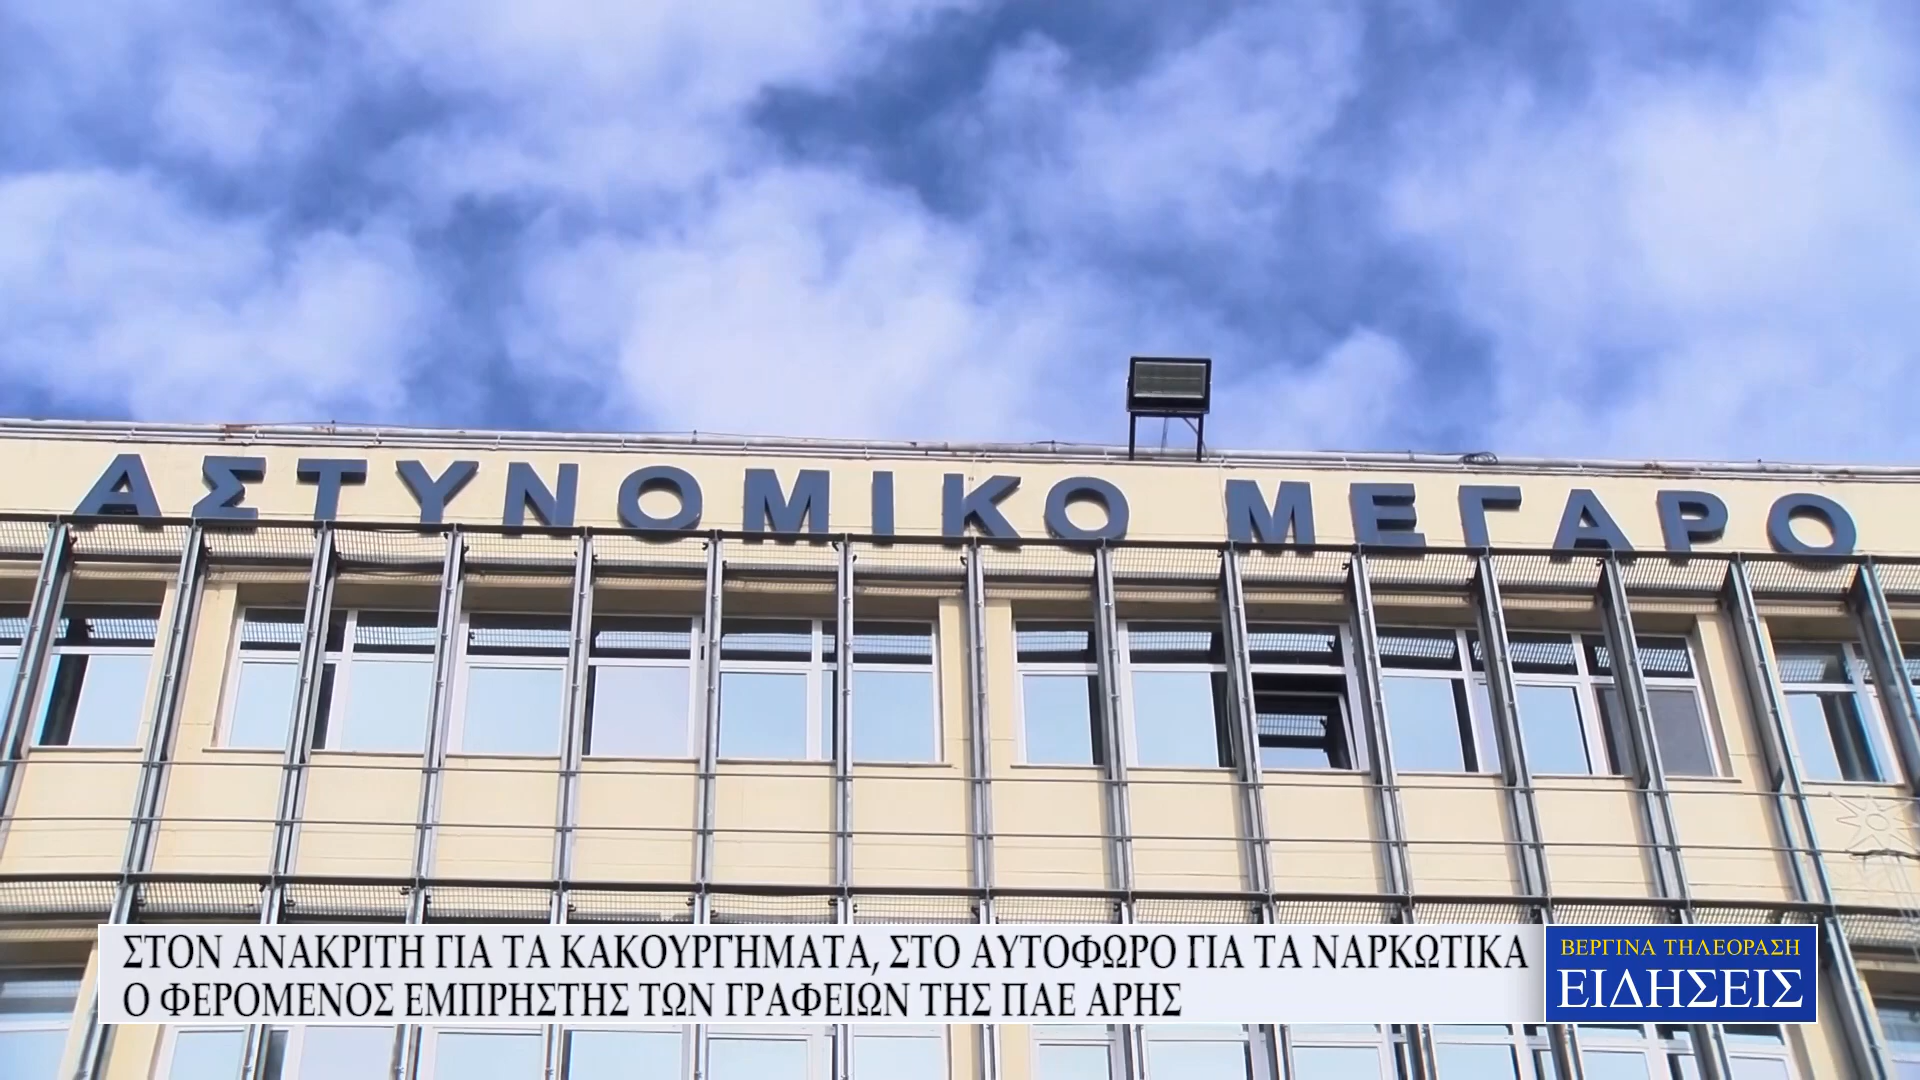 ΑΣΤΥΝΟΜΙΚΟ ΜΕΓΑΡΟ
ΣΤΟΝ ΑΝΑΚΡΙΤΗ ΓΙΑ ΤΑ ΚΑΚΟΥΡΓΗΜΑΤΑ, ΣΤΟ ΑΥΤΟΦΩΡΟ ΓΙΑ ΤΑ ΝΑΡΚΩΤΙΚΑ
Ο ΦΕΡΟΜΕΝΟΣ ΕΜΠΡΗΣΤΗΣ ΤΩΝ ΓΡΑΦΕΙΩΝ ΤΗΣ ΠΑΕ ΑΡΗΣ
ΒΕΡΓΙΝΑ ΤΗΛΕΟΡΑΣΗ
ΕΙΔΗΣΕΙΣ